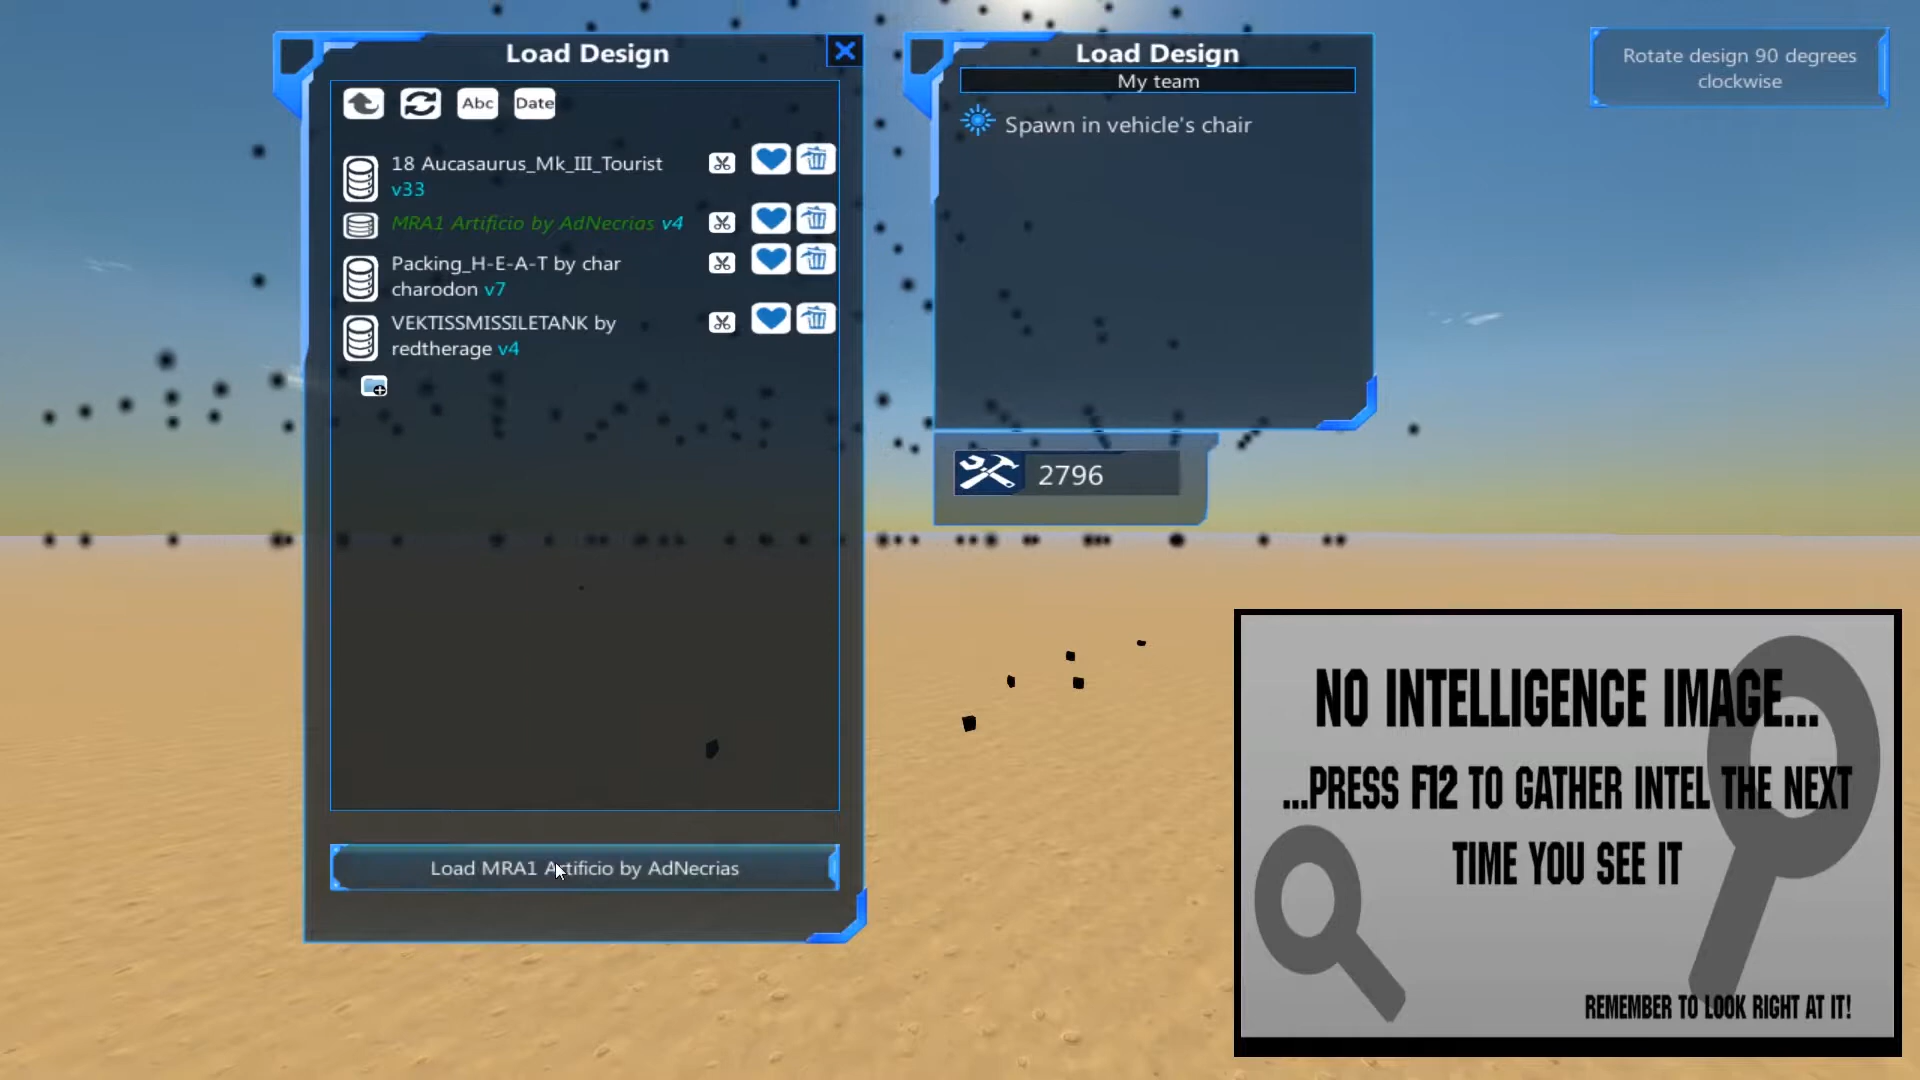 Load Design
Abc
Date
18 Aucasaurus_Mk_III_Tourist
v33
MRA1 Artificio by AdNecrias v4
Packing_H-E-A-T by char
charodon v7
VEKTISSMISSILETANK by
redtherage v4
Load MRA1 Artificio by AdNecrias
Load Design
My team
Spawn in vehicle's chair
2796
Rotate design 90 degrees
clockwise
NO INTELLIGENCE IMAGE...
...PRESS F12 TO GATHER INTEL THE NEXT
TIME YOU SEE IT
REMEMBER TO LOOK RIGHT AT IT!